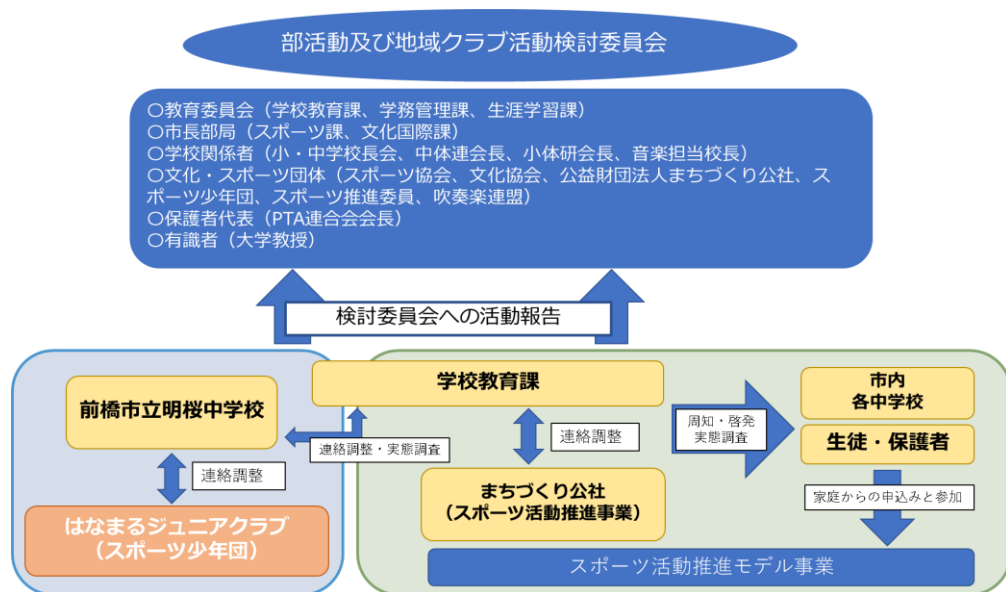 部活動及び地域クラブ活動検討委員会
○教育委員会（学校教育課、学務管理課、生涯学習課）
○市長部局（スポーツ課、文化国際課）
○学校関係者（小・中学校長会、中体連会長、小体研会長、音楽担当校長）
○文化・スポーツ団体（スポーツ協会、文化協会、公益財団法人まちづくり公社、ス
ポーツ少年団、スポーツ推進委員、吹奏楽連盟）
○保護者代表（PTA連合会会長）
○有識者（大学教授）
検討委員会への活動報告
前橋市立明桜中学校
連絡調整
はなまるジュニアクラブ
（スポーツ少年団）
学校教育課
連絡調整・実態調査
連絡調整
まちづくり公社
（スポーツ活動推進事業）
周知・啓発
実態調査
市内
各中学校
生徒・保護者
家庭からの申込みと参加
スポーツ活動推進モデル事業